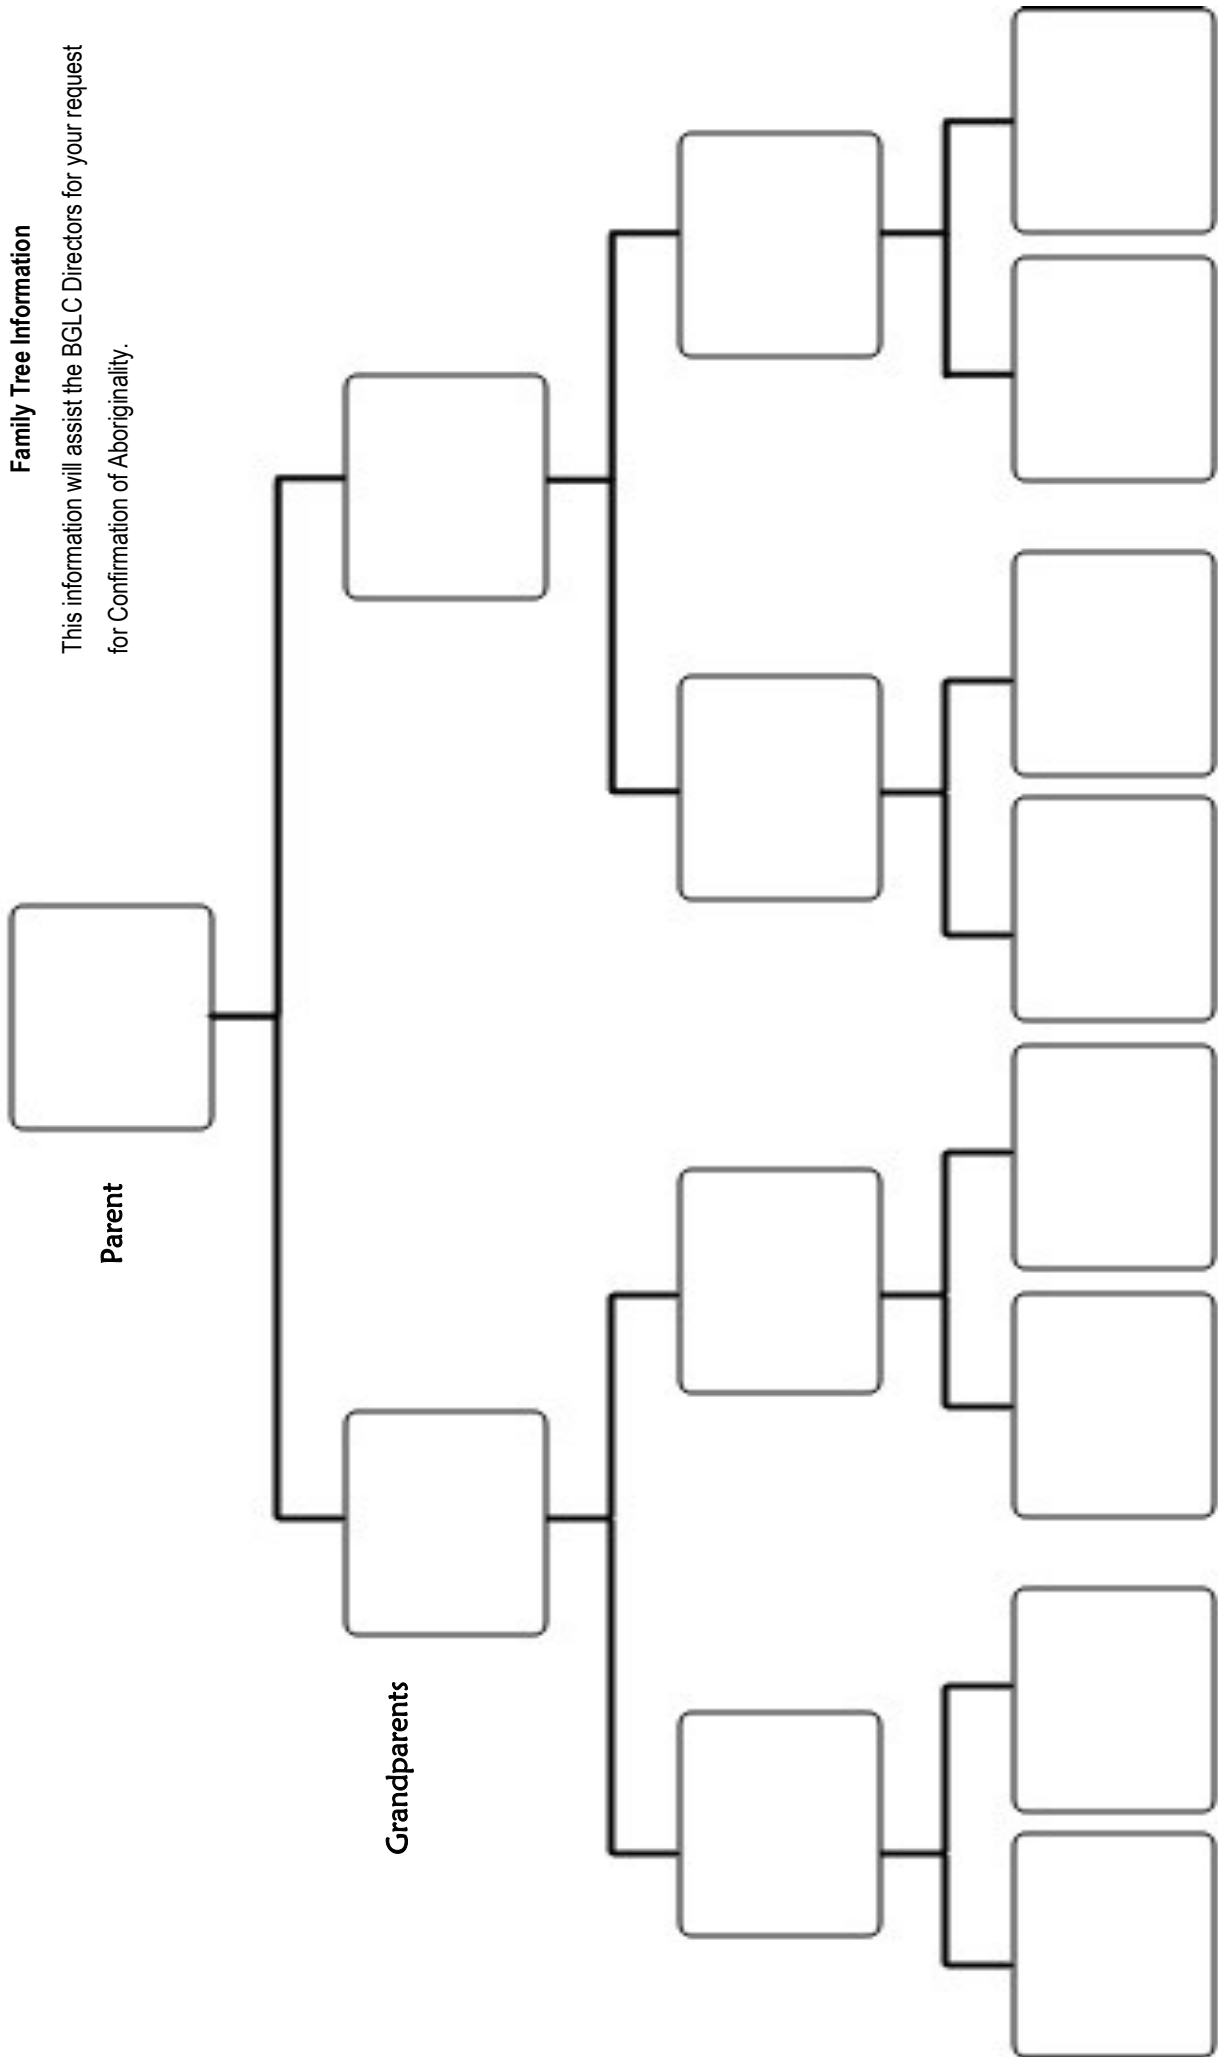 Family Tree Information
This information will assist the BGLC Directors for your request
for Confirmation of Aboriginality.
Parent
Grandparents